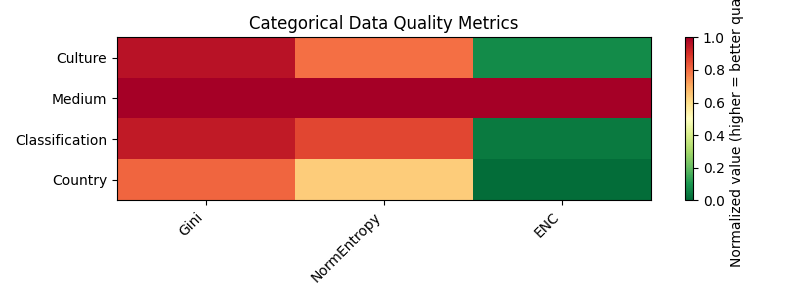 Categorical Data Quality Metrics
Culture
Medium
Classification
Country
Gini
NormEntropy
ENC
1.0
0.8
0.6
0.4
0.2
0.0
Normalized value (higher = better qua